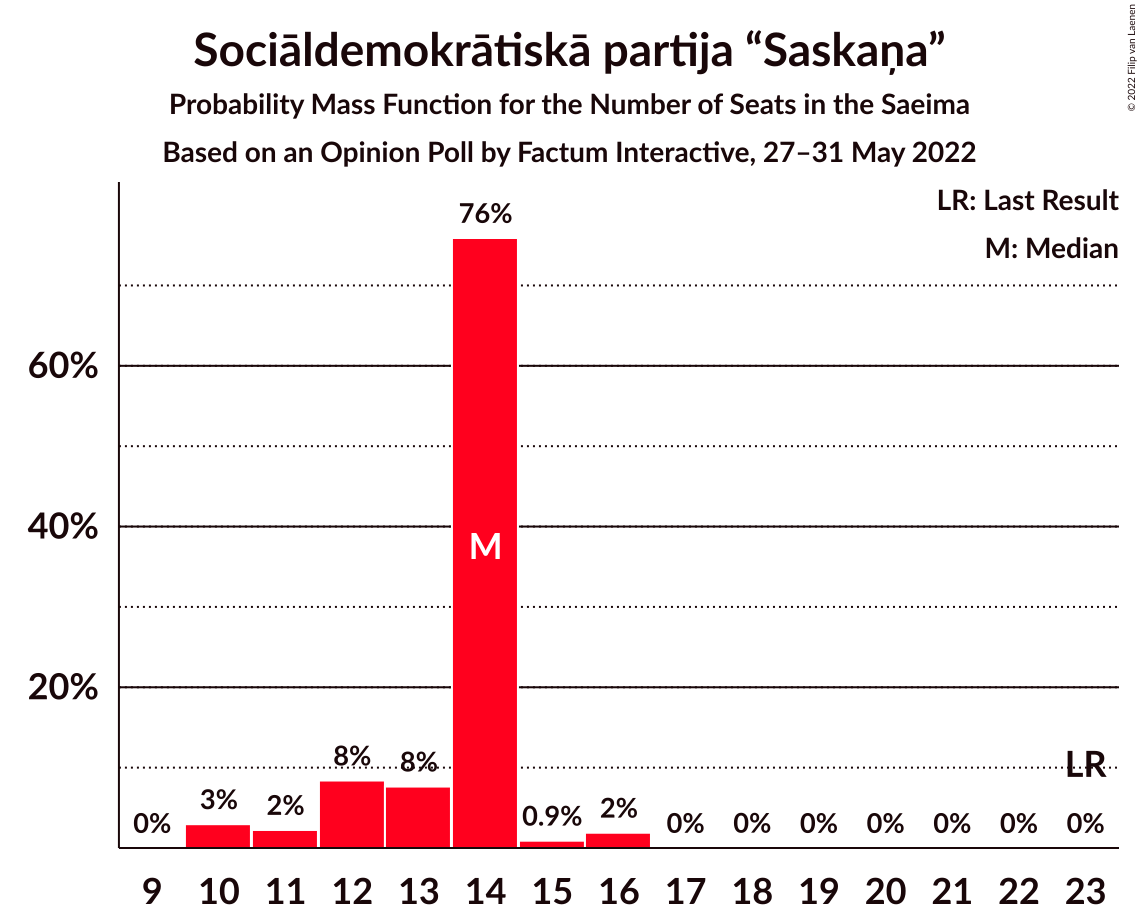 Sociāldemokrātiskā partija “Saskaņa”
Probability Mass Function for the Number of Seats in the Saeima
Based on an Opinion Poll by Factum Interactive, 27–31 May 2022
© 2022 Filip van Laenen
LR: Last Result
M: Median
76%
60%
40%
M
20%
8%
8%
LR
3%
2%
0.9%
2%
0%
0%
0%
0%
0%
0%
0%
0%
9 10 11 12 13 14 15 16 17 18 19 20 21 22 23